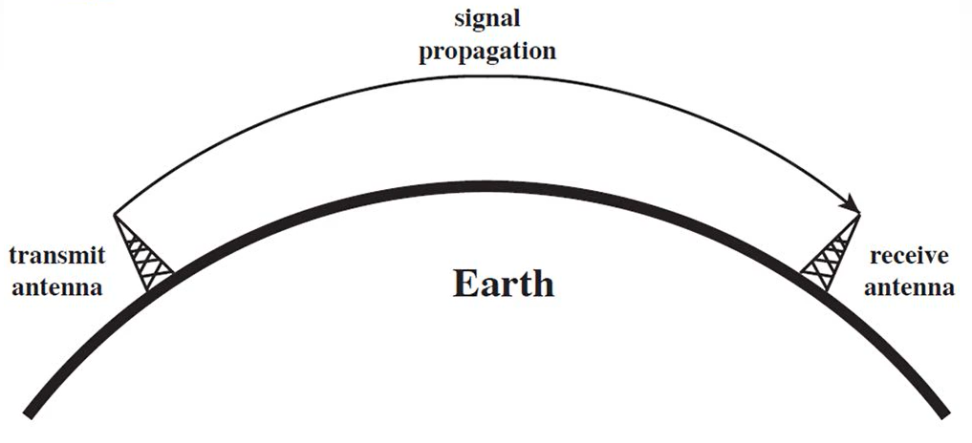 signal
propagation
transmit
antenna
Earth
receive
antenna